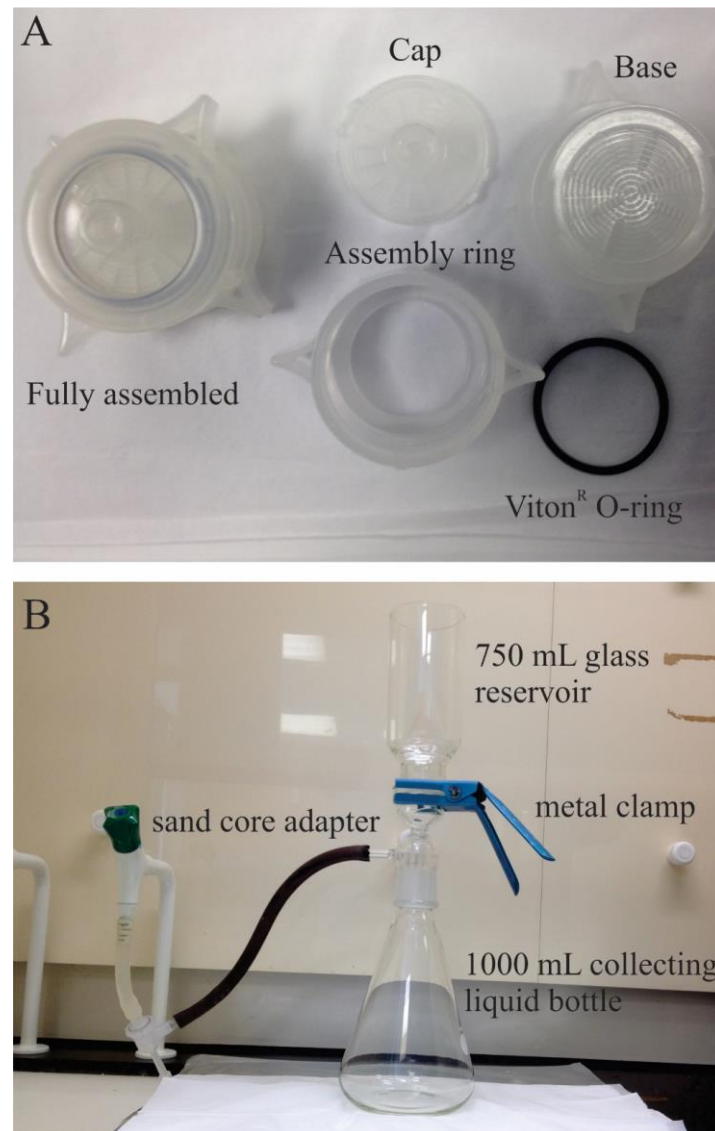 A
Cap
Base
Assembly ring
Fully assembled
Viton^R O-ring
B
750 mL glass
reservoir
sand core adapter
metal clamp
1000 mL collecting
liquid bottle